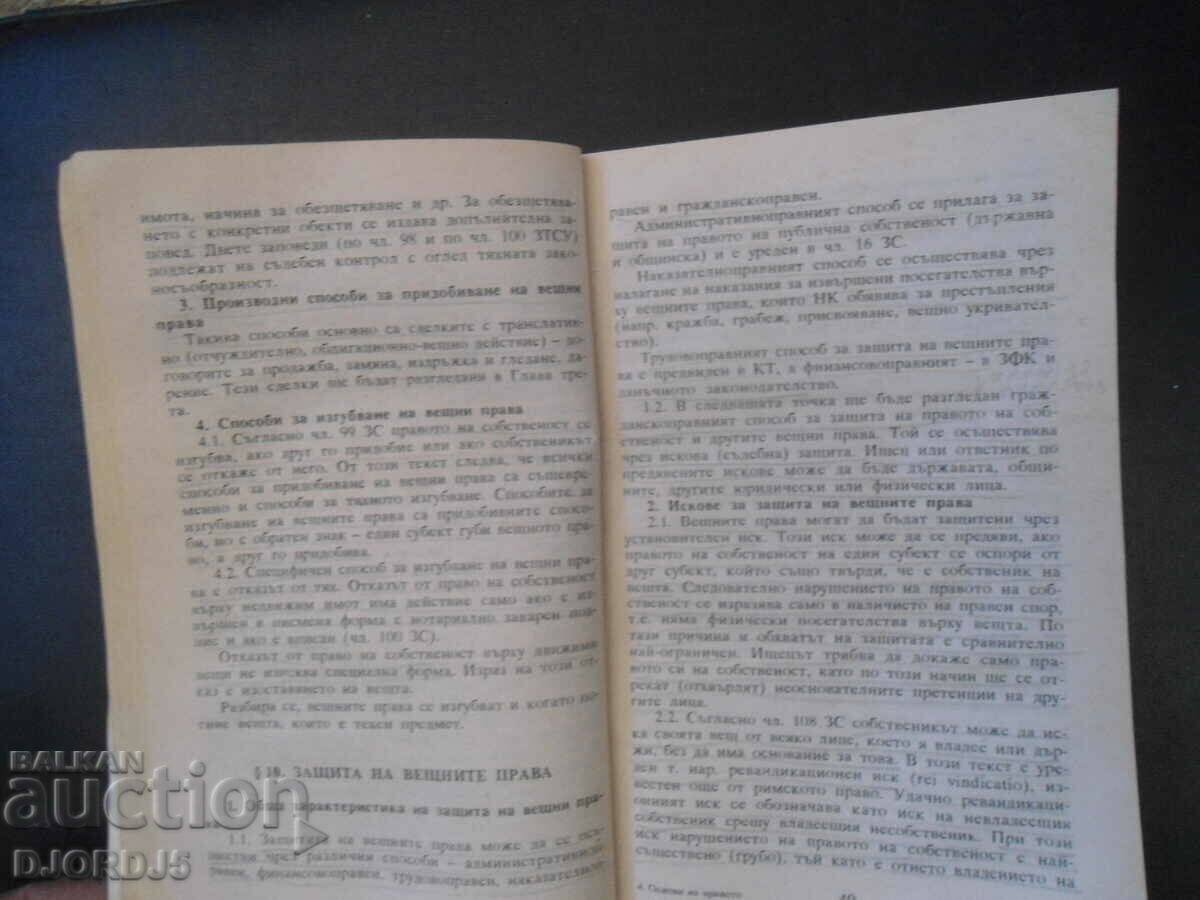 имота, начина за обезщетяване и др. За обезщетява-
нето с конкретни обекти се издава допълнителна за-
повед. Двете заповеди (по чл. 98 и по чл. 100 ЗТСУ)
подлежат на съдебен контрол с оглед тяхната зако-
носъобразност.
3. Производни способи за придобиване на вещни
права
Такива способи основно са сделките с транслатив-
но (отчуждително, облигационно-вещно действие) – до-
говорите за продажба, замяна, издръжка и гледане, да-
рение. Тези сделки ще бъдат разгледани в Глава тре-
та.
4. Способи за изгубване на вещни права
4.1. Съгласно чл. 99 ЗС правото на собственост се
изгубва, ако друг го придобие или ако собственикът
се откаже от него. От този текст следва, че всички
способи за придобиване на вещни права са същевре-
менно и способи за тяхното изгубване. Способите за
изгубване на вещните права са придобивните спосо-
би, но с обратен знак – един субект губи вещното пра-
во, а друг го придобива.
4.2. Специфичен способ за изгубване на вещни пра-
ва е отказът от тях. Отказът от право на собственост
върху недвижим имот има действие само ако е из-
вършен в писмена форма с нотариално заверен под-
пис и ако е вписан (чл. 100 ЗС).
Отказът от право на собственост върху движими
вещи не изисква специална форма. Израз на този от-
каз е изоставянето на вещта.
Разбира се, вещните права се изгубват и когато по-
гине вещта, която е техен предмет.
§ 10. ЗАЩИТА НА ВЕЩНИТЕ ПРАВА
1. Обща характеристика на защита на вещни пра-
1.1. Защитата на вещните права може да се осъ-
ществи чрез различни способи – административно-
равен, финансовоправен, трудовоправен, наказателноп-
равен и гражданскоправен.
Административноправният способ се прилага за за-
щита на правото на публична собственост (държавна
и общинска) и е уреден в чл. 16 ЗС.
Наказателноправният способ се осъществява чрез
налагане на наказания за извършени посегателства вър-
ху вещните права, които НК обявява за престъпления
(напр. кражба, грабеж, присвояване, вещно укривател-
ство).
Трудовоправният способ за защита на вещните пра-
ва е предвиден в КТ, а финансовоправният – в ЗФК и
данъчното законодателство.
1.2. В следващата точка ще бъде разгледан граж-
данскоправният способ за защита на правото на соб-
ственост и другите вещни права. Той се осъществява
чрез искова (съдебна) защита. Ищец или ответник по
предявените искове може да бъде държавата, общи-
ните, другите юридически или физически лица.
2. Искове за защита на вещните права
2.1. Вещните права могат да бъдат защитени чрез
установителен иск. Този иск може да се предяви, ако
правото на собственост на един субект се оспори от
друг субект, който също твърди, че е собственик на
вещта. Следователно нарушението на правото на соб-
ственост се изразява само в наличието на правен спор,
т.е. няма физически посегателства върху вещта. По
тази причина и обхватът на защитата е сравнително
най-ограничен. Ищецът трябва да докаже само пра-
вото си на собственост, като по този начин ще се от-
рекат (отхвърлят) неоснователните претенции на дру-
гите лица.
2.2. Съгласно чл. 108 ЗС собственикът може да ис-
ка своята вещ от всяко лице, което я владее или дър-
жи, без да има основание за това. В този текст е уре-
ден т. нар. ревандикационен иск (rei vindicatio), из-
вестен още от римското право. Удачно ревандикаци-
онният иск се обозначава като иск на невладеещия
собственик срещу владеещия несобственик. При този
иск нарушението на правото на собственост е най-
съществено (грубо), тъй като е отнето владението на
4. Основи на правото
49
BALKAN
auction
DJORDJ5